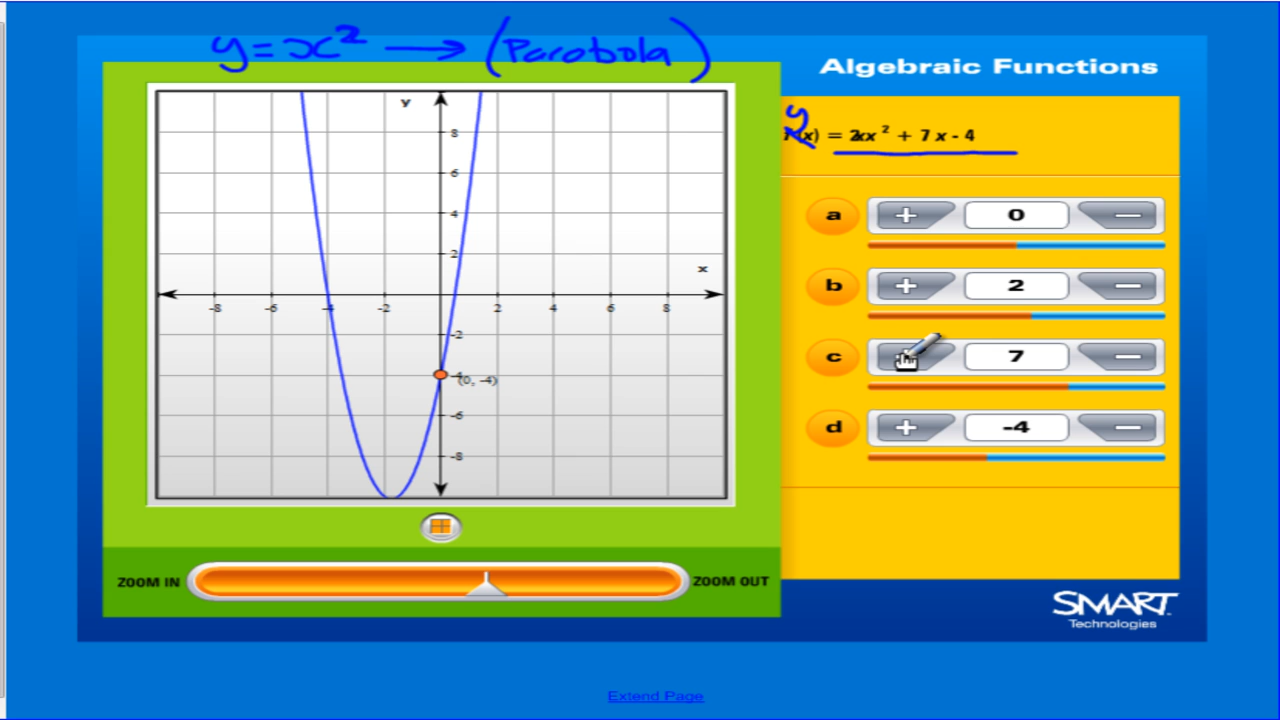 y = x² → (Parabola)
Algebraic Functions
y = 2x² + 7x - 4
y
8
6
4
2
x
-8
-4
-2
2
4
6
8
-2
-4
(0, -4)
-6
-8
a
+
0
−
b
+
2
−
c
7
−
d
+
-4
−
ZOOM IN
ZOOM OUT
SMART
Technologies
Extend Page